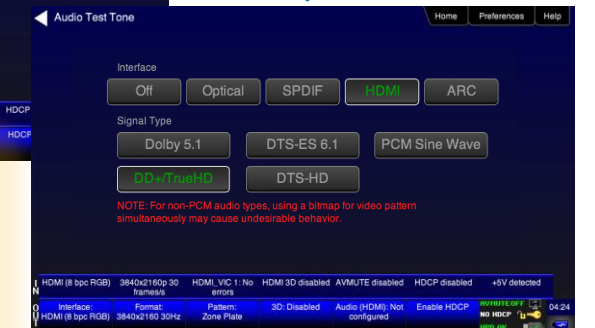 Audio Test Tone
Home Preferences Help
Interface
Off Optical SPDIF HDMI ARC
Signal Type
Dolby 5.1 DTS-ES 6.1 PCM Sine Wave
DD+/TrueHD DTS-HD
NOTE: For non-PCM audio types, using a bitmap for video pattern
simultaneously may cause undesirable behavior.
HDCP
HDCP
IN
HDMI (8 bpc RGB) 3840x2160p 30 HDMI_VIC 1: No HDMI 3D disabled AVMUTE disabled HDCP disabled +5V detected
frames/s errors
OUT
Interface: Format: Pattern: 3D: Disabled Audio (HDMI): Not Enable HDCP AVMUTE OFF 04:24
HDMI (8 bpc RGB) 3840x2160 30Hz Zone Plate configured NO HDCP
HPD OK